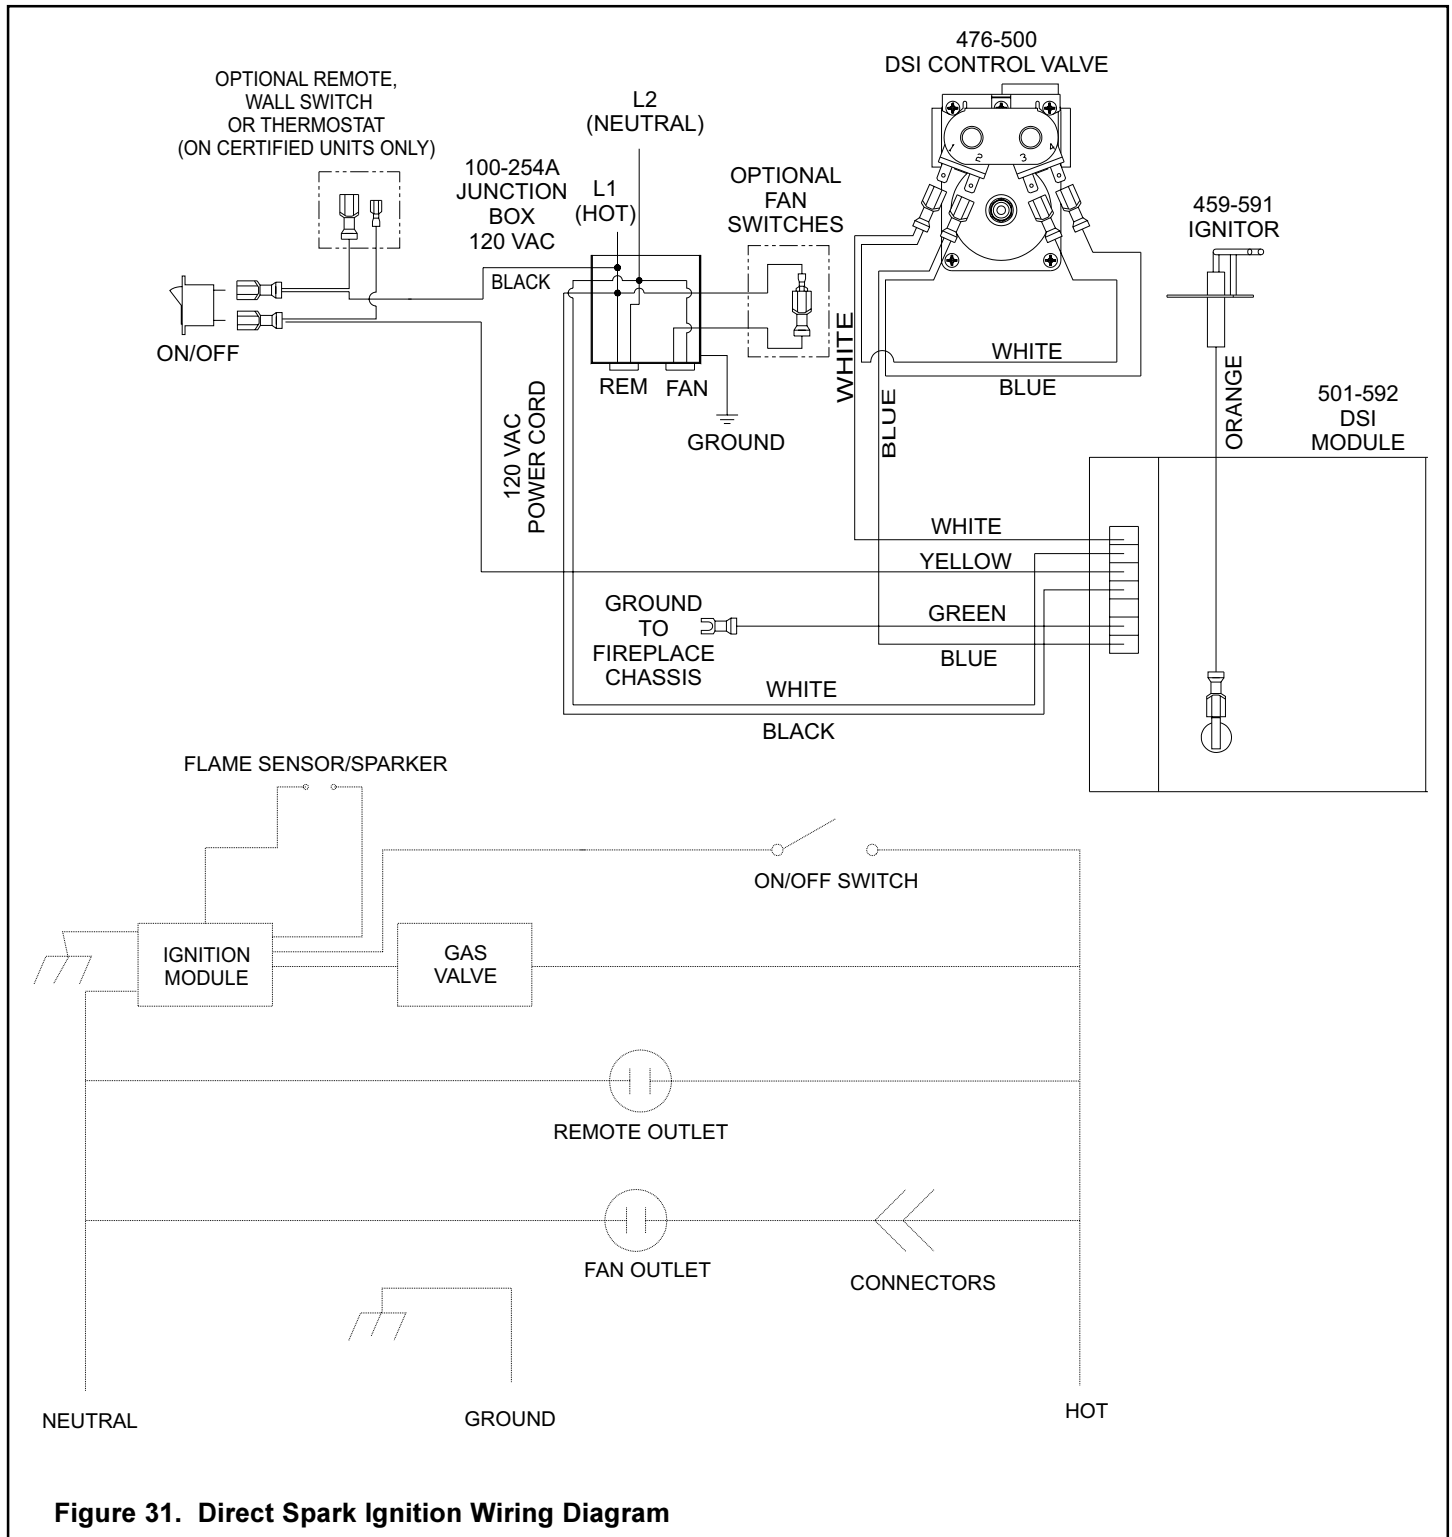 476-500
DSI CONTROL VALVE
OPTIONAL REMOTE,
WALL SWITCH
OR THERMOSTAT
(ON CERTIFIED UNITS ONLY)
L2
(NEUTRAL)
100-254A
JUNCTION
BOX
120 VAC
L1
(HOT)
OPTIONAL
FAN
SWITCHES
1
2
3
4
459-591
IGNITOR
BLACK
ON/OFF
REM
FAN
GROUND
120 VAC
POWER CORD
WHITE
BLUE
WHITE
BLUE
ORANGE
501-592
DSI
MODULE
WHITE
YELLOW
GROUND
TO
FIREPLACE
CHASSIS
GREEN
BLUE
WHITE
BLACK
FLAME SENSOR/SPARKER
ON/OFF SWITCH
IGNITION
MODULE
GAS
VALVE
REMOTE OUTLET
FAN OUTLET
CONNECTORS
NEUTRAL
GROUND
HOT
Figure 31. Direct Spark Ignition Wiring Diagram